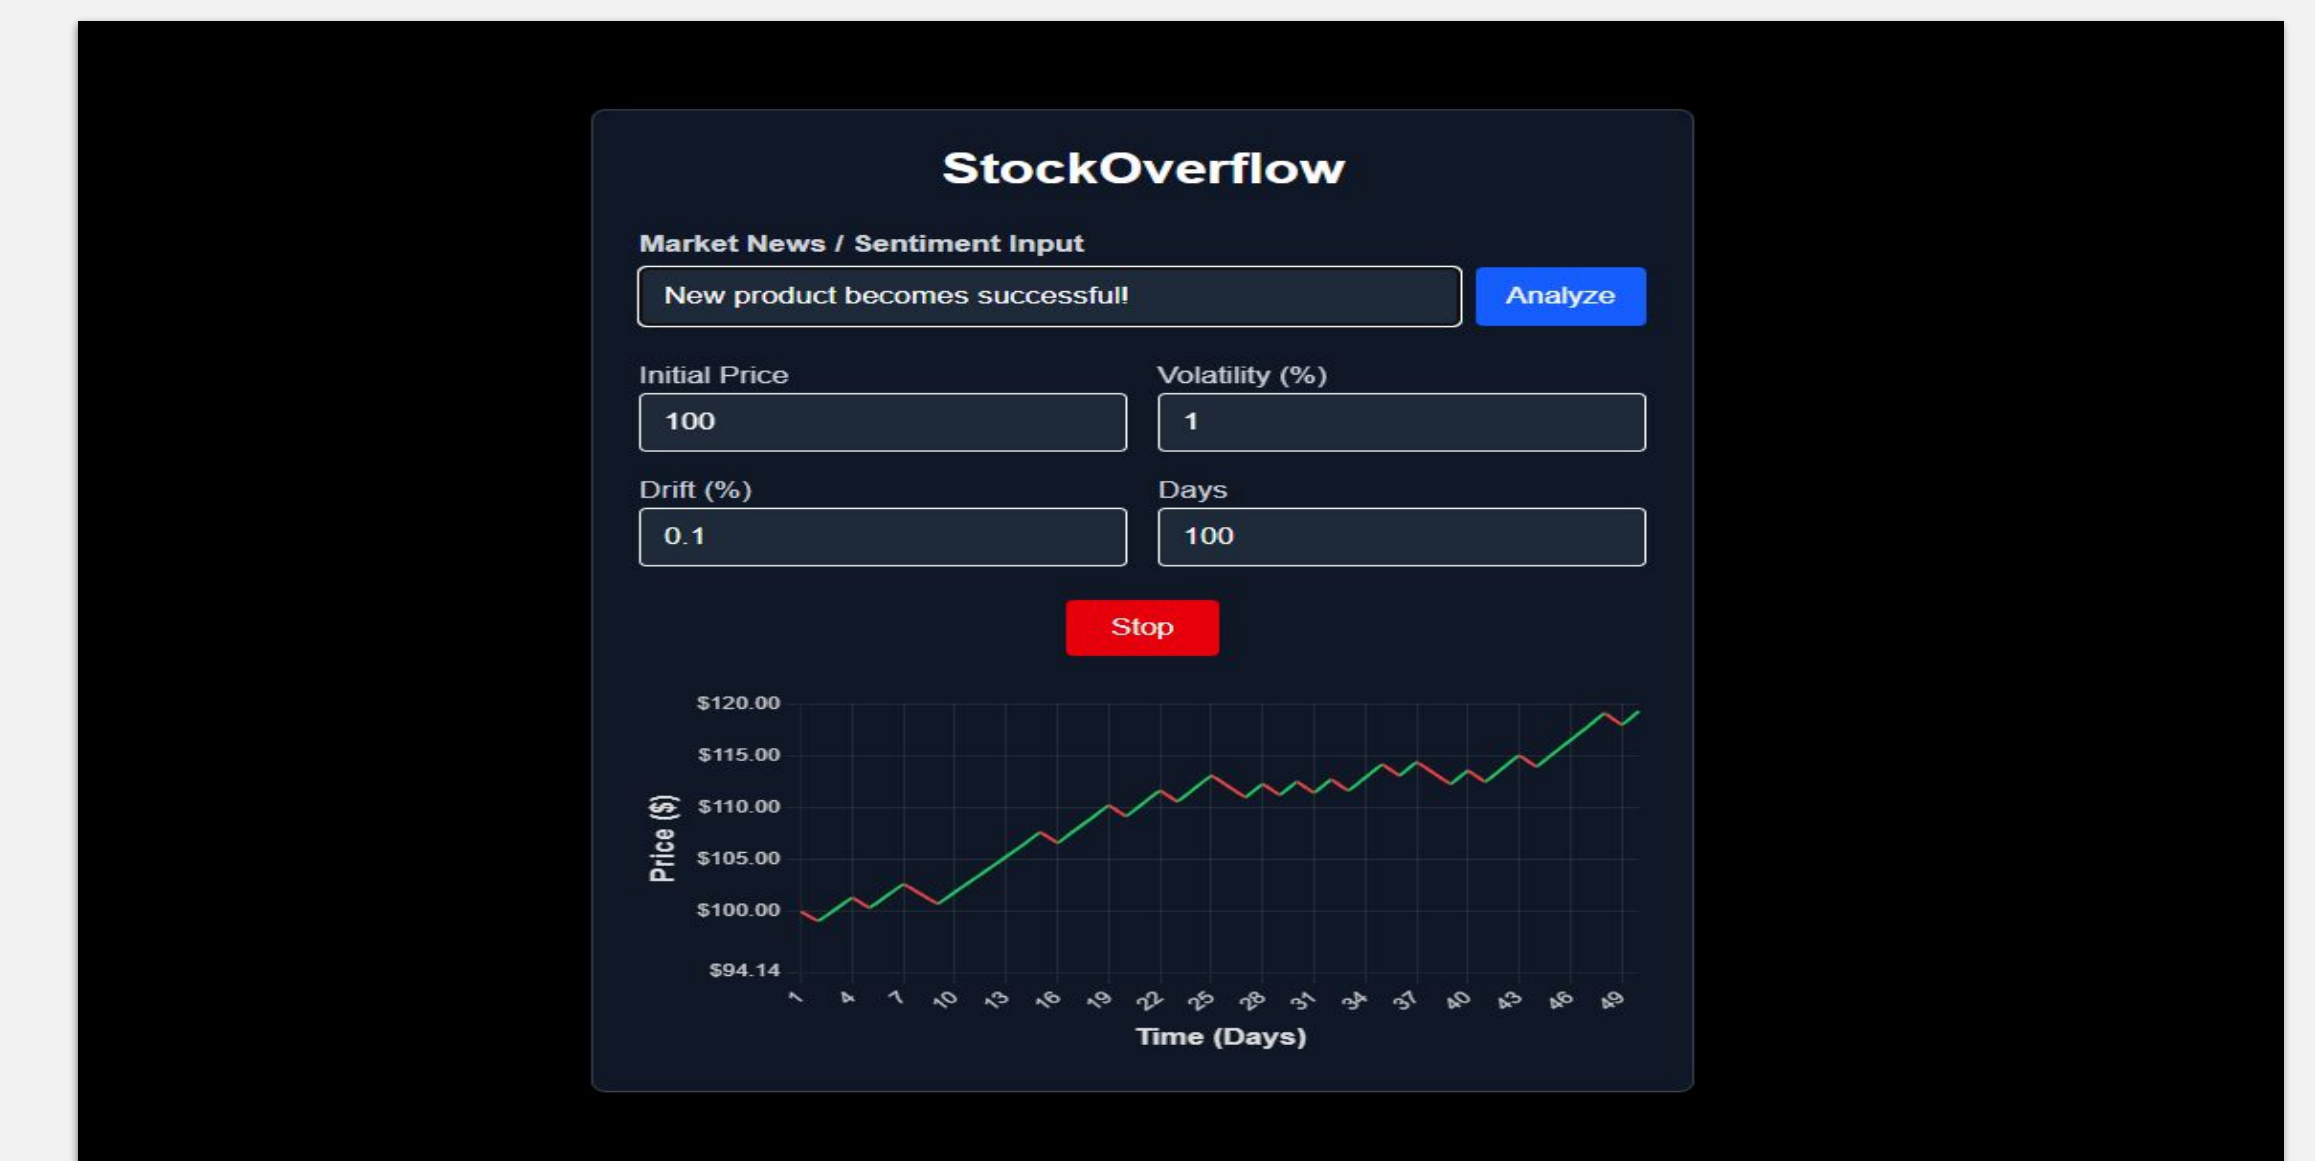 StockOverflow
Market News / Sentiment Input
New product becomes successful!
Analyze
Initial Price
Volatility (%)
100
1
Drift (%)
Days
0.1
100
Stop
$120.00
$115.00
$110.00
$105.00
$100.00
$94.14
Price ($)
1 4 7 10 13 16 19 22 25 28 31 34 37 40 43 46 49
Time (Days)